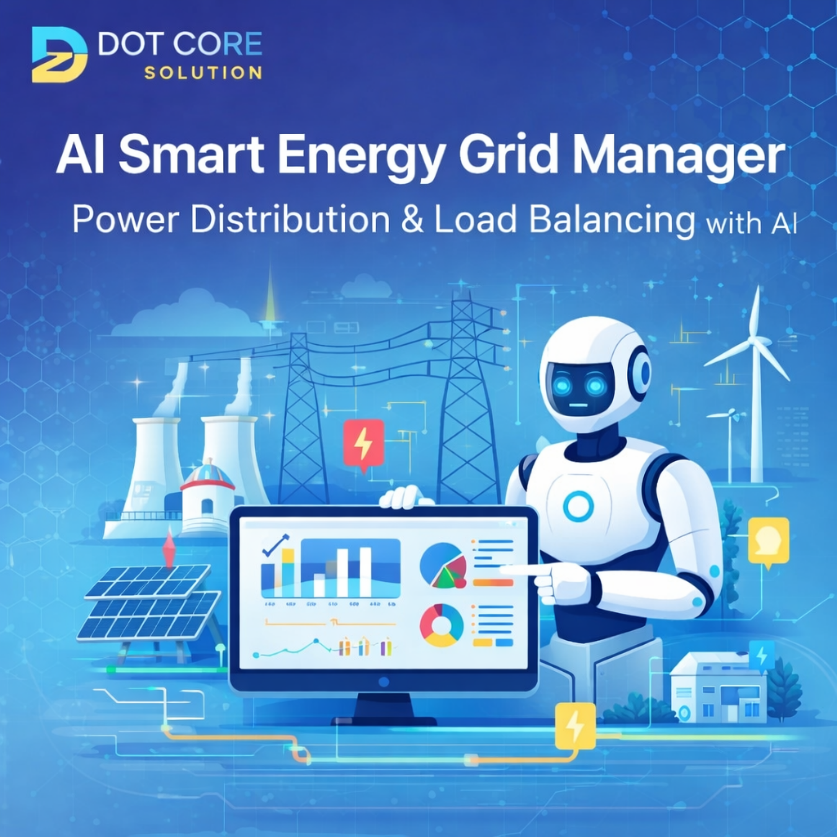 DOT CORE
SOLUTION
AI Smart Energy Grid Manager
Power Distribution & Load Balancing with AI